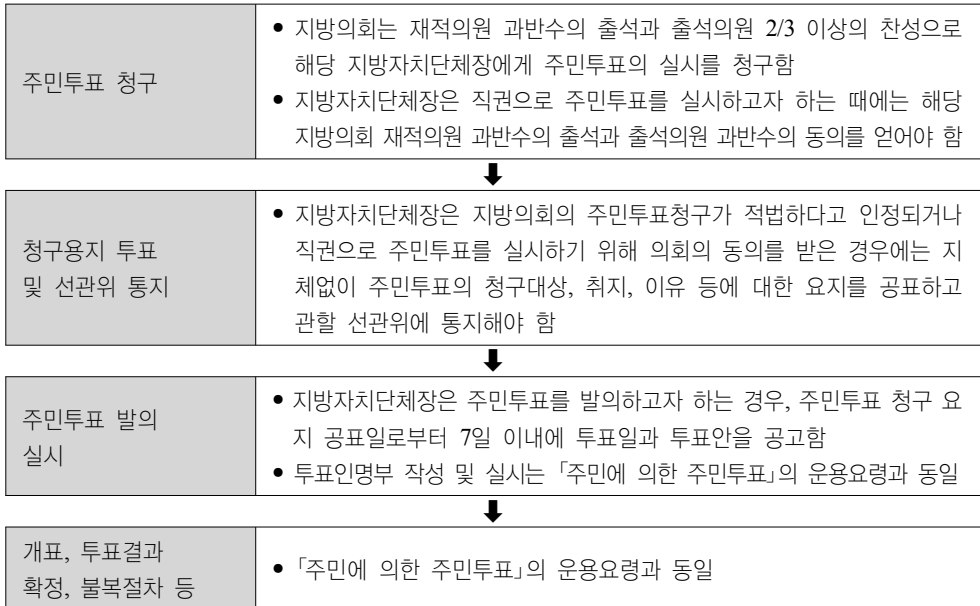 주민투표 청구
• 지방의회는 재적의원 과반수의 출석과 출석의원 2/3 이상의 찬성으로
해당 지방자치단체장에게 주민투표의 실시를 청구함
• 지방자치단체장은 직권으로 주민투표를 실시하고자 하는 때에는 해당
지방의회 재적의원 과반수의 출석과 출석의원 과반수의 동의를 얻어야 함
청구용지 투표
및 선관위 통지
• 지방자치단체장은 지방의회의 주민투표청구가 적법하다고 인정되거나
직권으로 주민투표를 실시하기 위해 의회의 동의를 받은 경우에는 지
체없이 주민투표의 청구대상, 취지, 이유 등에 대한 요지를 공표하고
관할 선관위에 통지해야 함
주민투표 발의
실시
• 지방자치단체장은 주민투표를 발의하고자 하는 경우, 주민투표 청구 요
지 공표일로부터 7일 이내에 투표일과 투표안을 공고함
• 투표인명부 작성 및 실시는 「주민에 의한 주민투표」의 운용요령과 동일
개표, 투표결과
확정, 불복절차 등
• 「주민에 의한 주민투표」의 운용요령과 동일